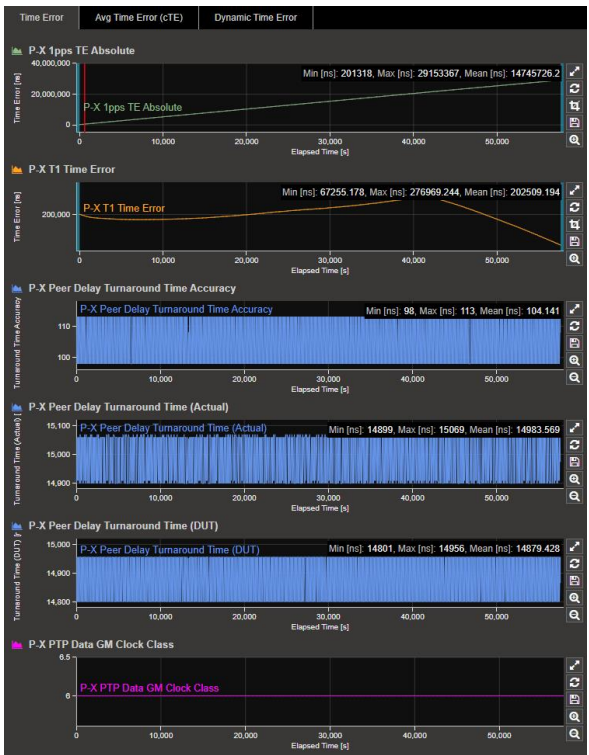 Time Error Avg Time Error (cTE) Dynamic Time Error
P-X 1pps TE Absolute
Min [ns]: 201318, Max [ns]: 29153367, Mean [ns]: 14745726.2
P-X 1pps TE Absolute
Time Error [ns]
40,000,000
20,000,000
0
0 10,000 20,000 30,000 40,000 50,000
Elapsed Time [s]
P-X T1 Time Error
Min [ns]: 67255.178, Max [ns]: 276969.244, Mean [ns]: 202509.194
P-X T1 Time Error
Time Error [ns]
200,000
0 10,000 20,000 30,000 40,000 50,000
Elapsed Time [s]
P-X Peer Delay Turnaround Time Accuracy
P-X Peer Delay Turnaround Time Accuracy Min [ns]: 98, Max [ns]: 113, Mean [ns]: 104.141
Turnaround Time Accuracy
110
100
0 10,000 20,000 30,000 40,000 50,000
Elapsed Time [s]
P-X Peer Delay Turnaround Time (Actual)
P-X Peer Delay Turnaround Time (Actual) Min [ns]: 14899, Max [ns]: 15069, Mean [ns]: 14983.569
Turnaround Time (Actual) [
15,100
15,000
14,900
0 10,000 20,000 30,000 40,000 50,000
Elapsed Time [s]
P-X Peer Delay Turnaround Time (DUT)
P-X Peer Delay Turnaround Time (DUT) Min [ns]: 14801, Max [ns]: 14956, Mean [ns]: 14879.428
Turnaround Time (DUT) [
15,000
14,900
14,800
0 10,000 20,000 30,000 40,000 50,000
Elapsed Time [s]
P-X PTP Data GM Clock Class
P-X PTP Data GM Clock Class
6.5
6
0 10,000 20,000 30,000 40,000 50,000
Elapsed Time [s]